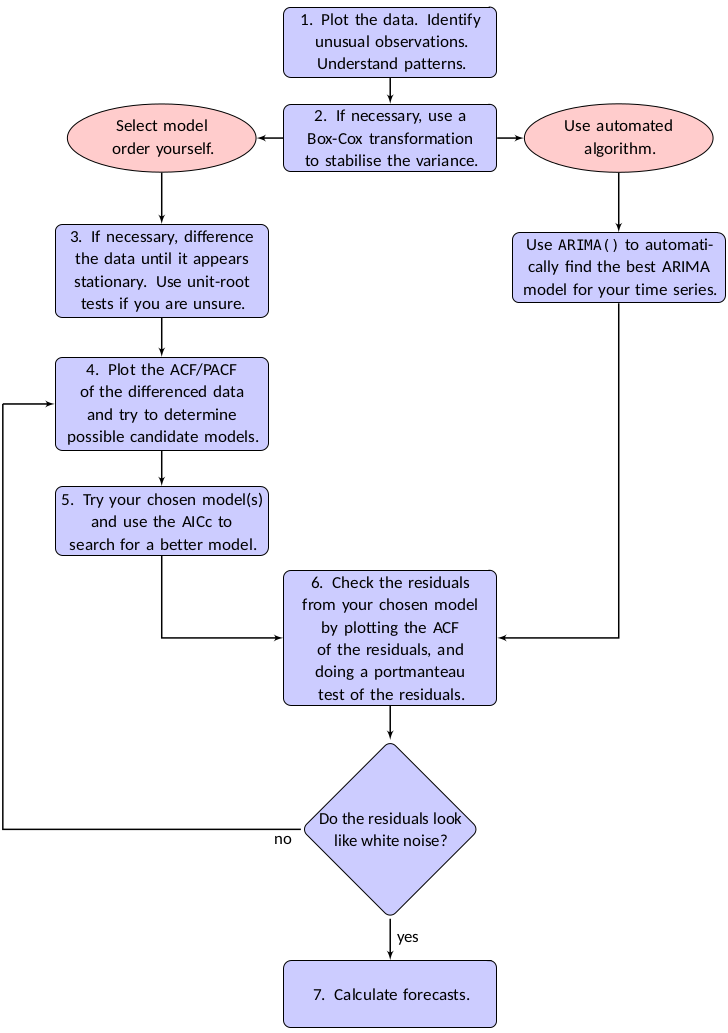 1. Plot the data. Identify
unusual observations.
Understand patterns.
2. If necessary, use a
Box-Cox transformation
to stabilise the variance.
Select model
order yourself.
Use automated
algorithm.
3. If necessary, difference
the data until it appears
stationary. Use unit-root
tests if you are unsure.
Use ARIMA() to automati-
cally find the best ARIMA
model for your time series.
4. Plot the ACF/PACF
of the differenced data
and try to determine
possible candidate models.
5. Try your chosen model(s)
and use the AICc to
search for a better model.
6. Check the residuals
from your chosen model
by plotting the ACF
of the residuals, and
doing a portmanteau
test of the residuals.
Do the residuals look
like white noise?
no
yes
7. Calculate forecasts.